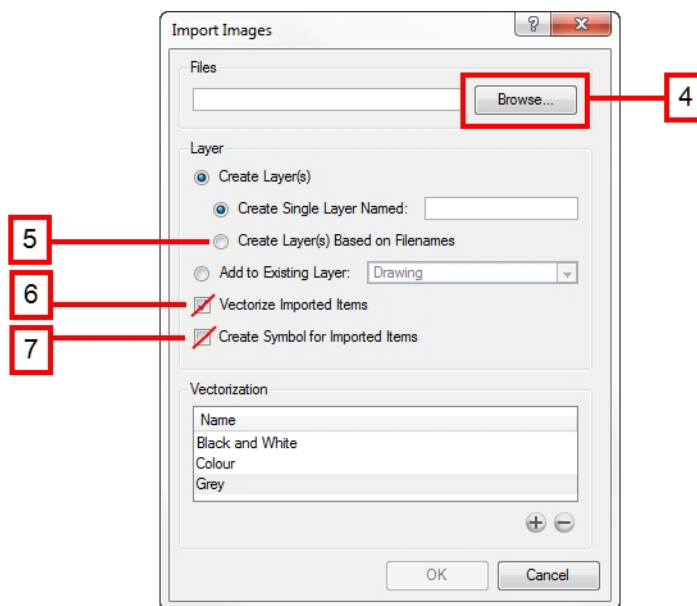 Import Images
Files
Browse...
4
Layer
Create Layer(s)
Create Single Layer Named:
5
Create Layer(s) Based on Filenames
Add to Existing Layer: Drawing
6
Vectorize Imported Items
7
Create Symbol for Imported Items
Vectorization
Name
Black and White
Colour
Grey
OK Cancel